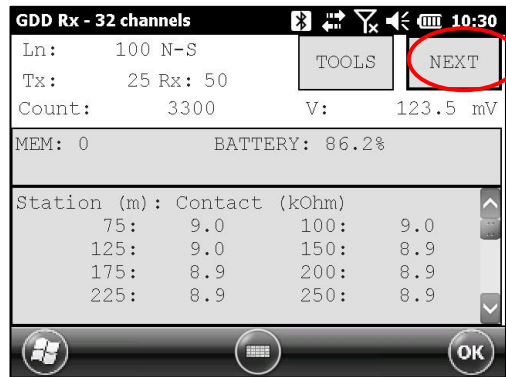 GDD Rx - 32 channels 10:30
Ln: 100 N-S TOOLS NEXT
Tx: 25 Rx: 50
Count: 3300 V: 123.5 mV
MEM: 0 BATTERY: 86.2%
Station (m): Contact (kOhm)
75: 9.0 100: 9.0
125: 9.0 150: 8.9
175: 8.9 200: 8.9
225: 8.9 250: 8.9
OK